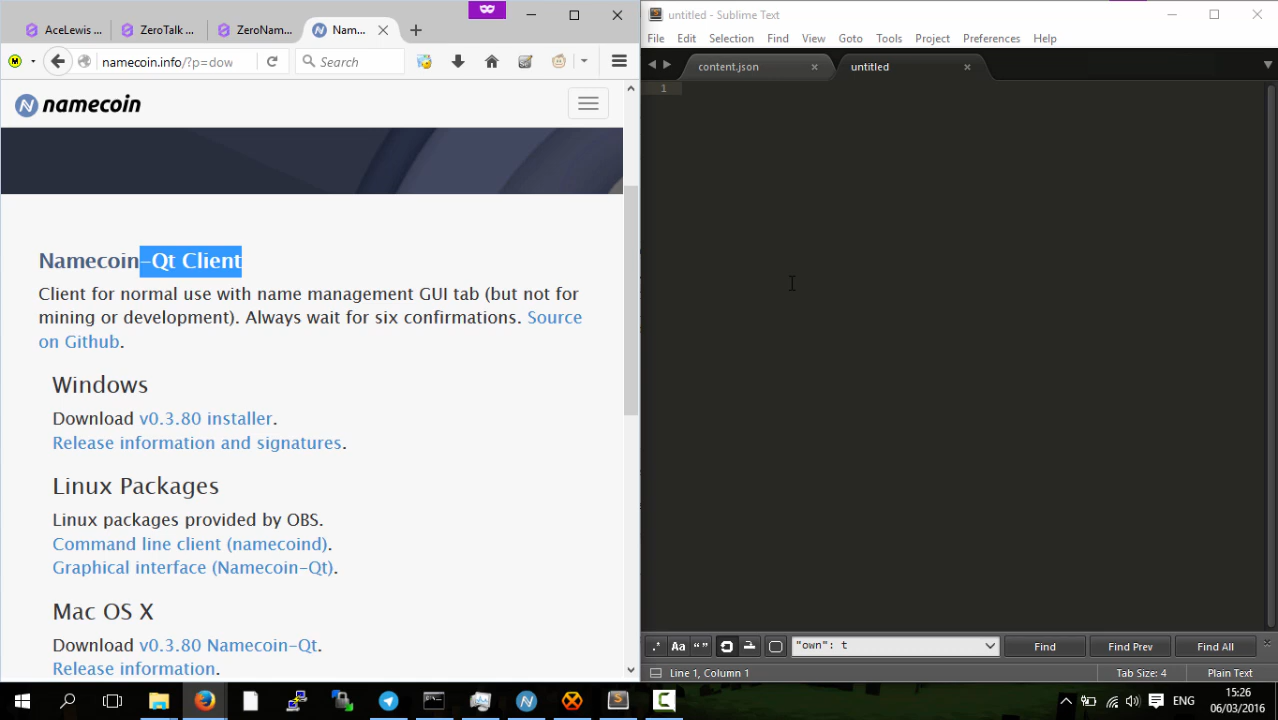 AceLewis ...
ZeroTalk ...
ZeroNam...
Nam...
namecoin.info/?p=dow
Search
namecoin
Namecoin-Qt Client
Client for normal use with name management GUI tab (but not for
mining or development). Always wait for six confirmations. Source
on Github.
Windows
Download v0.3.80 installer.
Release information and signatures.
Linux Packages
Linux packages provided by OBS.
Command line client (namecoind).
Graphical interface (Namecoin-Qt).
Mac OS X
Download v0.3.80 Namecoin-Qt.
Release information.
untitled - Sublime Text
File Edit Selection Find View Goto Tools Project Preferences Help
content.json
untitled
1
.* Aa “” "own": t Find Find Prev Find All
Line 1, Column 1
Tab Size: 4
Plain Text
ENG
15:26
06/03/2016